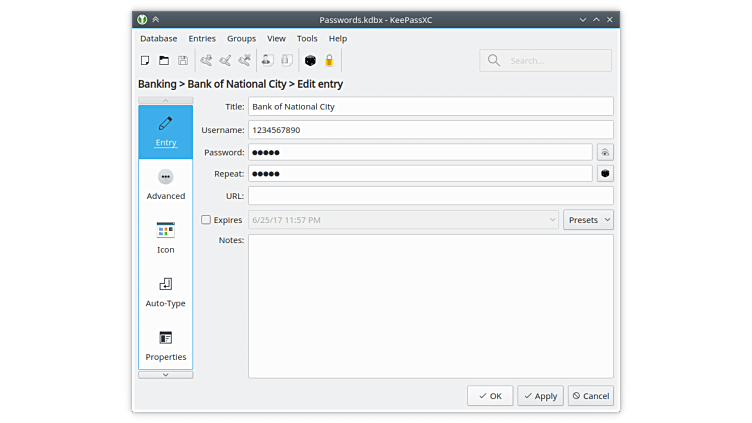 Passwords.kdbx - KeePassXC
Database Entries Groups View Tools Help
Search...
Banking > Bank of National City > Edit entry
Entry
Advanced
Icon
Auto-Type
Properties
Title: Bank of National City
Username: 1234567890
Password: ●●●●●
Repeat: ●●●●●
URL:
Expires 6/25/17 11:57 PM Presets
Notes:
OK Apply Cancel